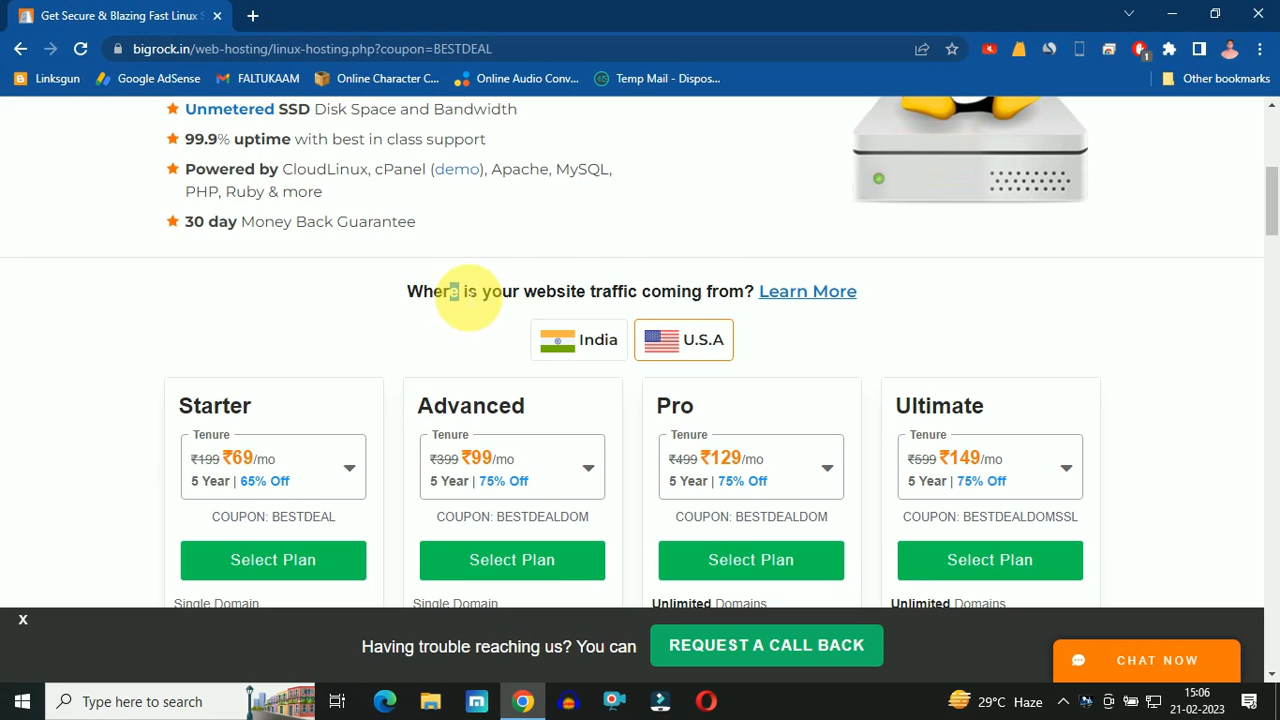 Get Secure & Blazing Fast Linux S
bigrock.in/web-hosting/linux-hosting.php?coupon=BESTDEAL
1
Linksgun
Google AdSense
FALTUKAAM
Online Character C...
Online Audio Conv...
Temp Mail - Dispos...
Other bookmarks
Unmetered SSD Disk Space and Bandwidth
99.9% uptime with best in class support
Powered by CloudLinux, cPanel (demo), Apache, MySQL,
PHP, Ruby & more
30 day Money Back Guarantee
Where is your website traffic coming from? Learn More
India
U.S.A
Starter
Tenure
₹199 ₹69/mo
5 Year | 65% Off
COUPON: BESTDEAL
Select Plan
Single Domain
Advanced
Tenure
₹399 ₹99/mo
5 Year | 75% Off
COUPON: BESTDEALDOM
Select Plan
Single Domain
Pro
Tenure
₹499 ₹129/mo
5 Year | 75% Off
COUPON: BESTDEALDOM
Select Plan
Unlimited Domains
Ultimate
Tenure
₹599 ₹149/mo
5 Year | 75% Off
COUPON: BESTDEALDOMSSL
Select Plan
Unlimited Domains
X
Having trouble reaching us? You can
REQUEST A CALL BACK
CHAT NOW
Type here to search
29°C Haze
15:06
21-02-2023